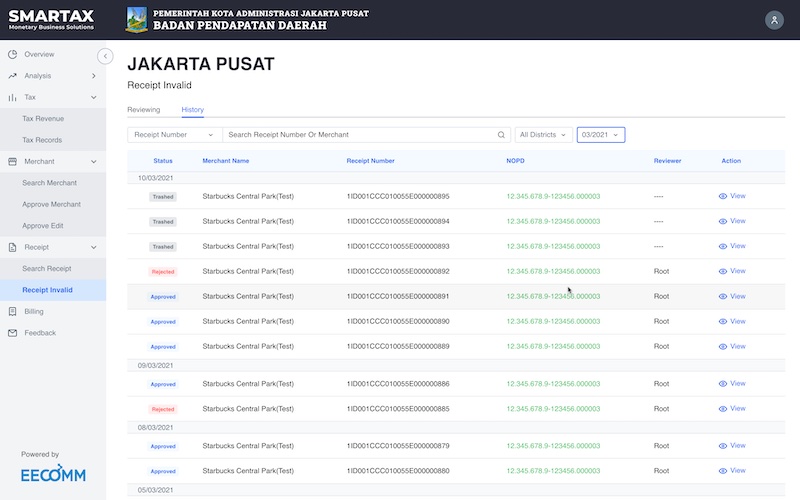 SMARTAX
Monetary Business Solutions
PEMERINTAH KOTA ADMINISTRASI JAKARTA PUSAT
BADAN PENDAPATAN DAERAH
Overview
Analysis
Tax
Tax Revenue
Tax Records
Merchant
Search Merchant
Approve Merchant
Approve Edit
Receipt
Search Receipt
Receipt Invalid
Billing
Feedback
Powered by
EECOMM
JAKARTA PUSAT
Receipt Invalid
Reviewing History
Receipt Number Search Receipt Number Or Merchant All Districts 03/2021
Status Merchant Name Receipt Number NOPD Reviewer Action
10/03/2021
Trashed Starbucks Central Park(Test) 1ID001CCC010055E000000895 12.345.678.9-123456.000003 ---- View
Trashed Starbucks Central Park(Test) 1ID001CCC010055E000000894 12.345.678.9-123456.000003 ---- View
Trashed Starbucks Central Park(Test) 1ID001CCC010055E000000893 12.345.678.9-123456.000003 ---- View
Rejected Starbucks Central Park(Test) 1ID001CCC010055E000000892 12.345.678.9-123456.000003 Root View
Approved Starbucks Central Park(Test) 1ID001CCC010055E000000891 12.345.678.9-123456.000003 Root View
Approved Starbucks Central Park(Test) 1ID001CCC010055E000000890 12.345.678.9-123456.000003 Root View
Approved Starbucks Central Park(Test) 1ID001CCC010055E000000889 12.345.678.9-123456.000003 Root View
09/03/2021
Approved Starbucks Central Park(Test) 1ID001CCC010055E000000886 12.345.678.9-123456.000003 Root View
Rejected Starbucks Central Park(Test) 1ID001CCC010055E000000885 12.345.678.9-123456.000003 Root View
08/03/2021
Approved Starbucks Central Park(Test) 1ID001CCC010055E000000879 12.345.678.9-123456.000003 Root View
Approved Starbucks Central Park(Test) 1ID001CCC010055E000000880 12.345.678.9-123456.000003 Root View
05/03/2021